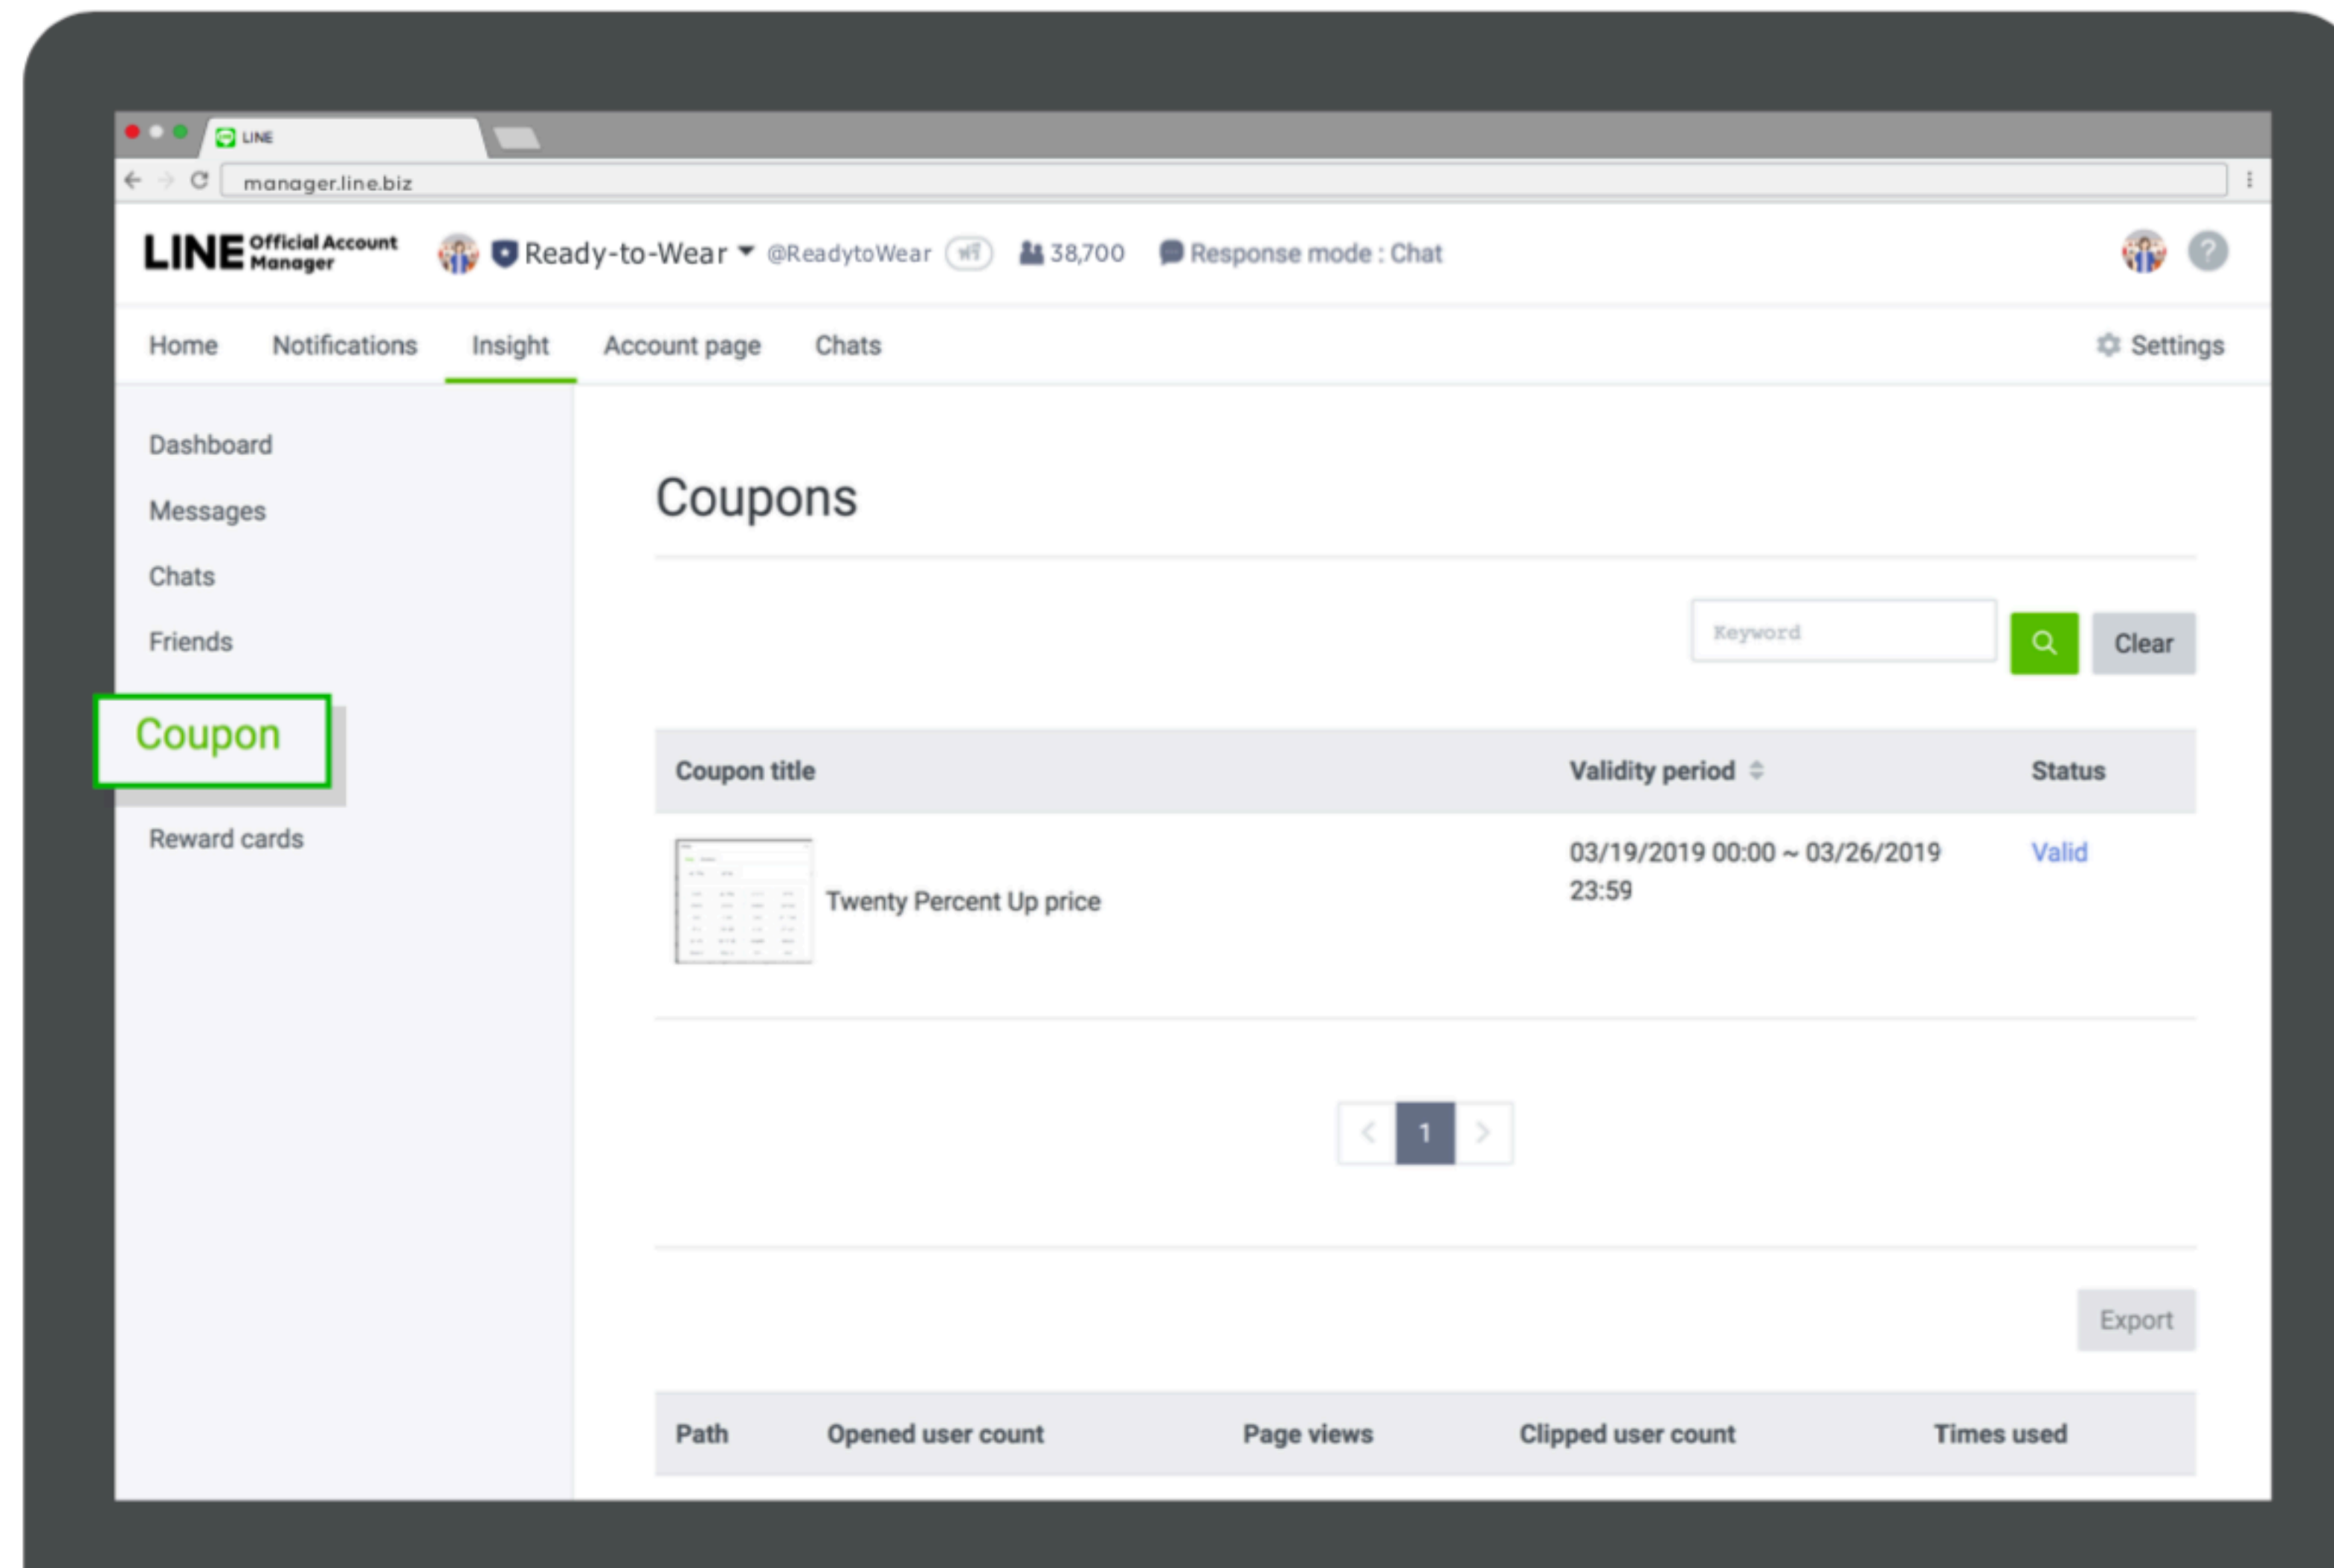 LINE
manager.line.biz
LINE Official Account Manager
Ready-to-Wear @ReadytoWear ฟรี 38,700 Response mode : Chat ?
Home Notifications Insight Account page Chats Settings
Dashboard
Messages
Chats
Friends
Coupon
Reward cards
Coupons
Keyword Clear
Coupon title Validity period Status
Twenty Percent Up price 03/19/2019 00:00 ~ 03/26/2019 Valid
23:59
< 1 >
Export
Path Opened user count Page views Clipped user count Times used